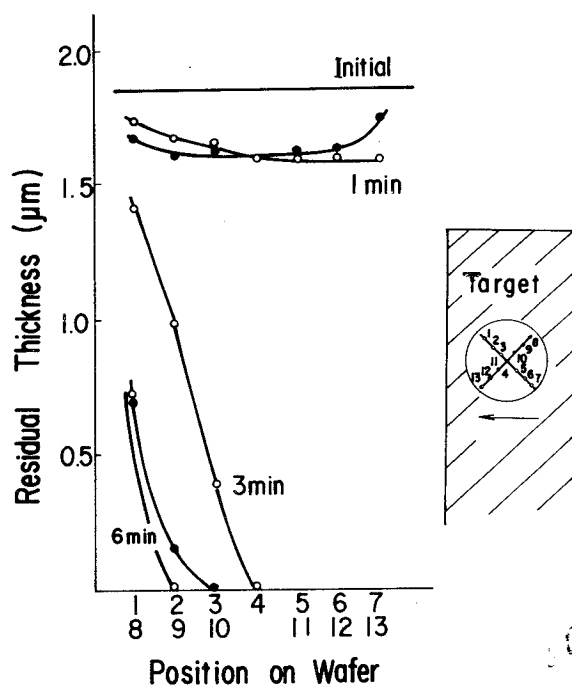 2.0
1.5
1.0
0.5
Residual Thickness (μm)
Initial
1 min
3min
6min
1 2 3 4 5 6 7
8 9 10 11 12 13
Position on Wafer
Target
1
2
3
4
5
6
7
8
9
10
11
12
13